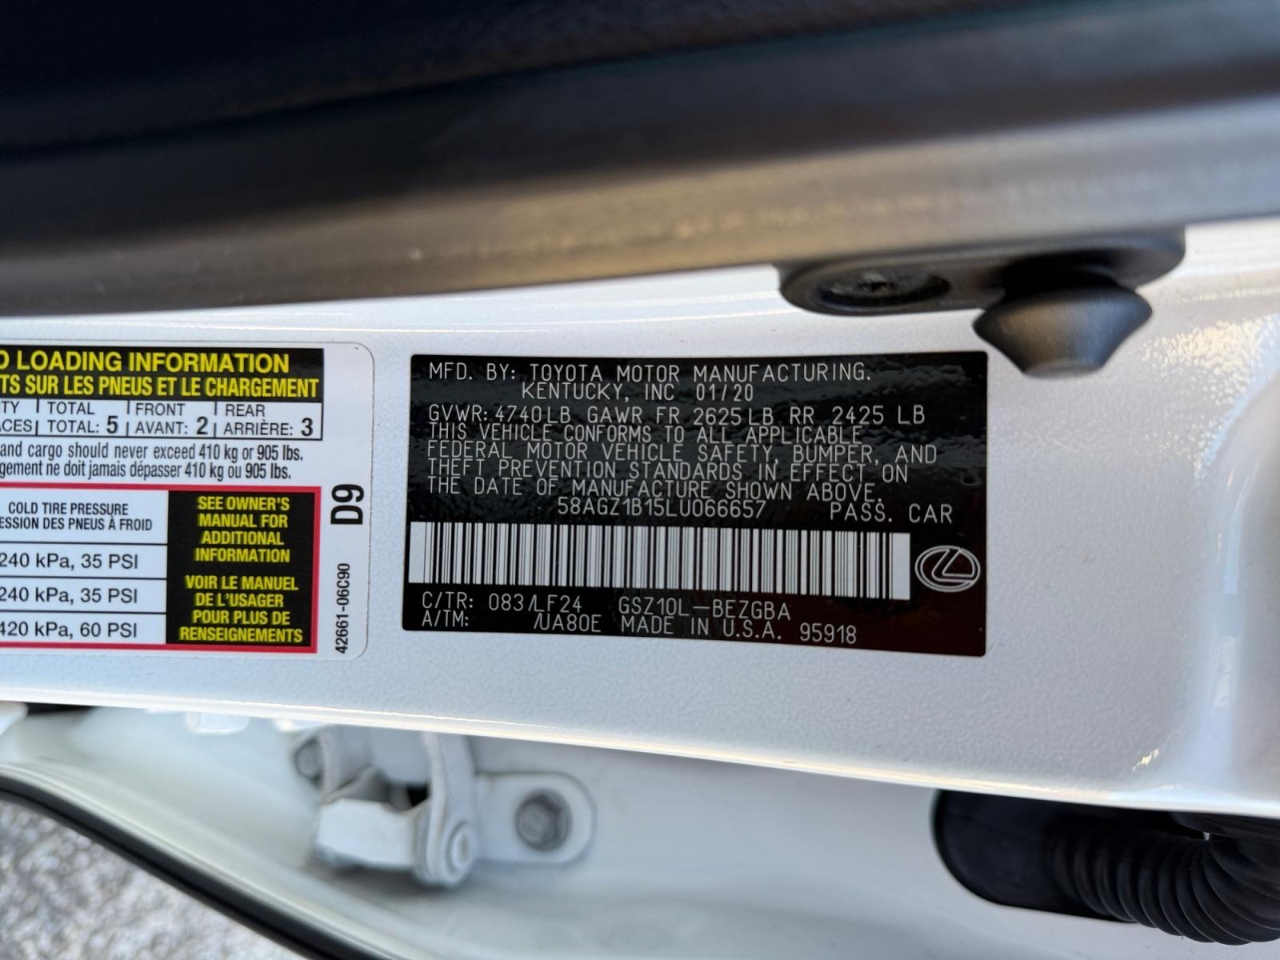 O LOADING INFORMATION
TS SUR LES PNEUS ET LE CHARGEMENT
TY TOTAL FRONT REAR
ACES TOTAL: 5 AVANT: 2 ARRIÈRE: 3
and cargo should never exceed 410 kg or 905 lbs.
gement ne doit jamais dépasser 410 kg ou 905 lbs.
COLD TIRE PRESSURE
ESSION DES PNEUS À FROID
240 kPa, 35 PSI
240 kPa, 35 PSI
420 kPa, 60 PSI
SEE OWNER'S
MANUAL FOR
ADDITIONAL
INFORMATION
VOIR LE MANUEL
DE L'USAGER
POUR PLUS DE
RENSEIGNEMENTS
D9
42661-06C90
MFD. BY: TOYOTA MOTOR MANUFACTURING.
KENTUCKY, INC 01/20
GVWR: 4740LB GAWR FR 2625LB RR 2425 LB
THIS VEHICLE CONFORMS TO ALL APPLICABLE
FEDERAL MOTOR VEHICLE SAFETY, BUMPER, AND
THEFT PREVENTION STANDARDS IN EFFECT ON
THE DATE OF MANUFACTURE SHOWN ABOVE.
58AGZ1B15LU066657 PASS. CAR
C/TR: 083/LF24 GSZ10L-BEZGBA
A/TM: /UA80E MADE IN U.S.A. 95918